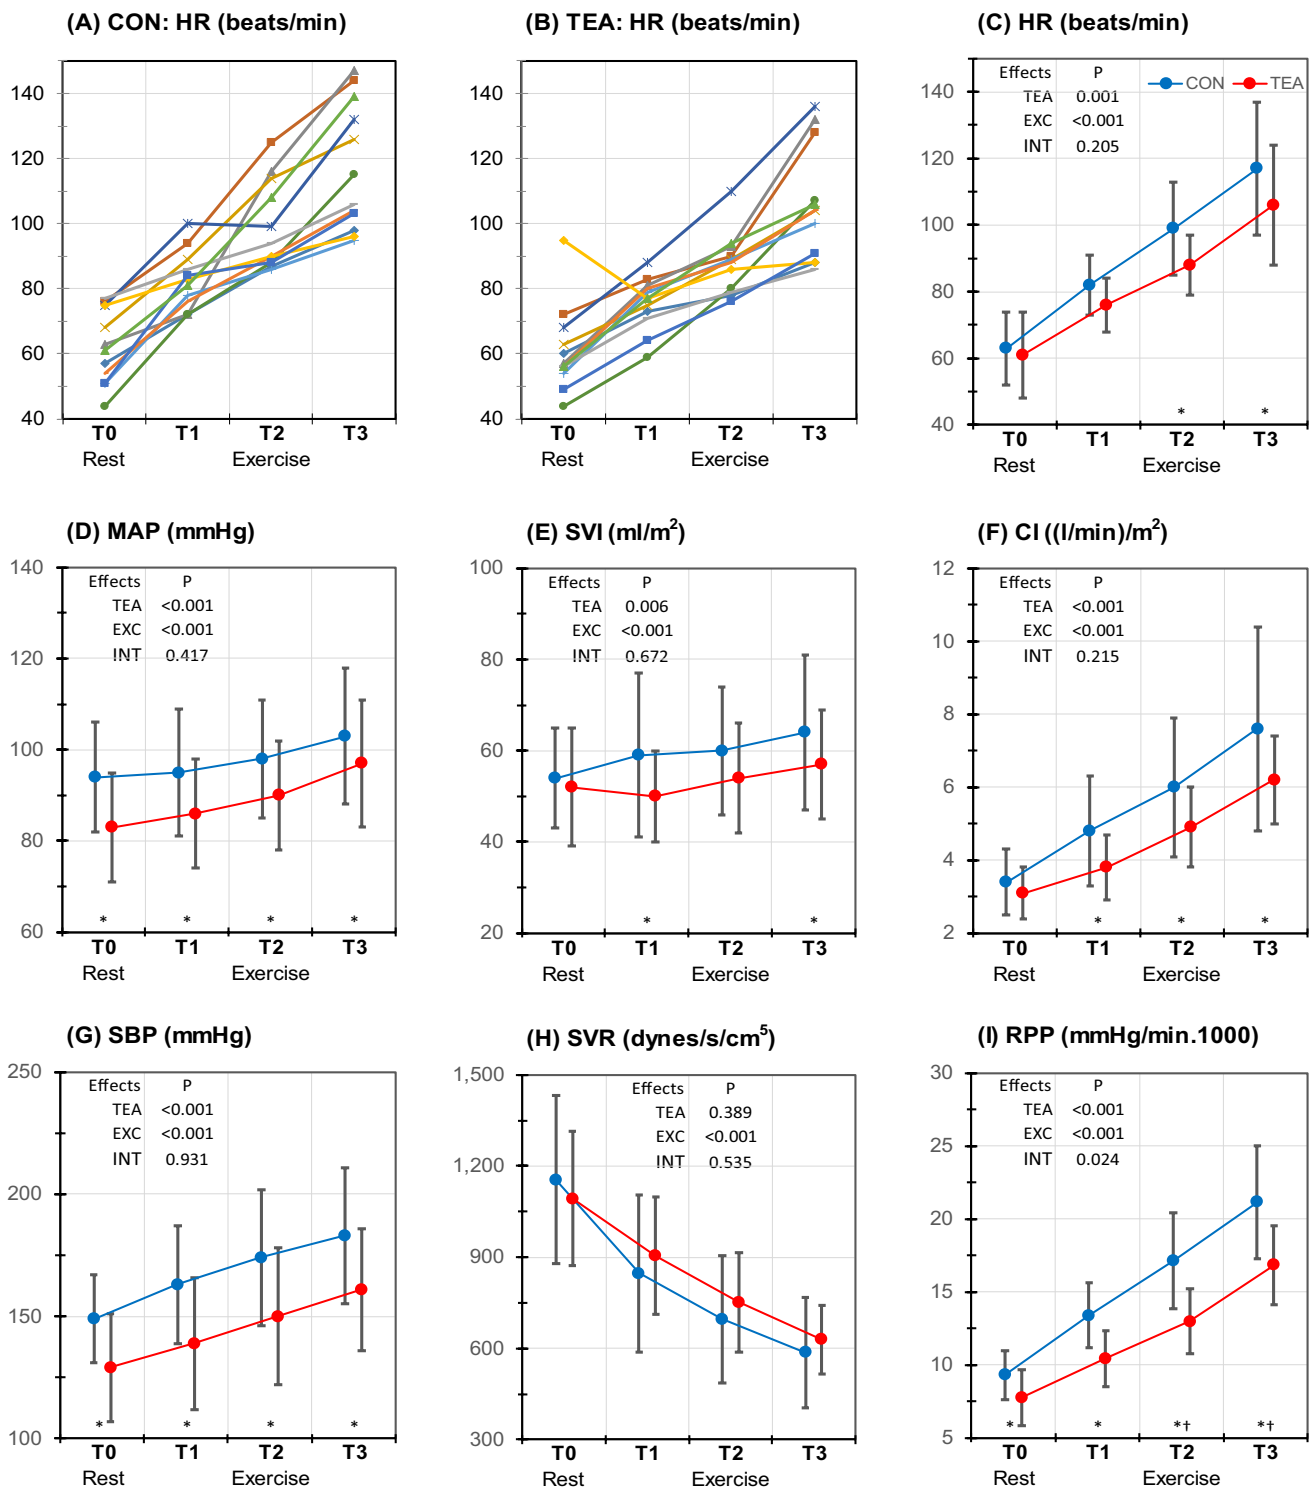 (A) CON: HR (beats/min)
140
120
100
80
60
40
T0 T1 T2 T3
Rest Exercise
(B) TEA: HR (beats/min)
140
120
100
80
60
40
T0 T1 T2 T3
Rest Exercise
(C) HR (beats/min)
Effects P
TEA 0.001
EXC <0.001
INT 0.205
CON TEA
140
120
100
80
60
40
* *
T0 T1 T2 T3
Rest Exercise
(D) MAP (mmHg)
Effects P
TEA <0.001
EXC <0.001
INT 0.417
140
120
100
80
60
* * * *
T0 T1 T2 T3
Rest Exercise
(E) SVI (ml/m²)
Effects P
TEA 0.006
EXC <0.001
INT 0.672
100
80
60
40
20
* *
T0 T1 T2 T3
Rest Exercise
(F) CI ((l/min)/m²)
Effects P
TEA <0.001
EXC <0.001
INT 0.215
12
10
8
6
4
2
* * *
T0 T1 T2 T3
Rest Exercise
(G) SBP (mmHg)
Effects P
TEA <0.001
EXC <0.001
INT 0.931
250
200
150
100
* * * *
T0 T1 T2 T3
Rest Exercise
(H) SVR (dynes/s/cm⁵)
Effects P
TEA 0.389
EXC <0.001
INT 0.535
1,500
1,200
900
600
300
T0 T1 T2 T3
Rest Exercise
(I) RPP (mmHg/min.1000)
Effects P
TEA <0.001
EXC <0.001
INT 0.024
30
25
20
15
10
5
* * *† *†
T0 T1 T2 T3
Rest Exercise